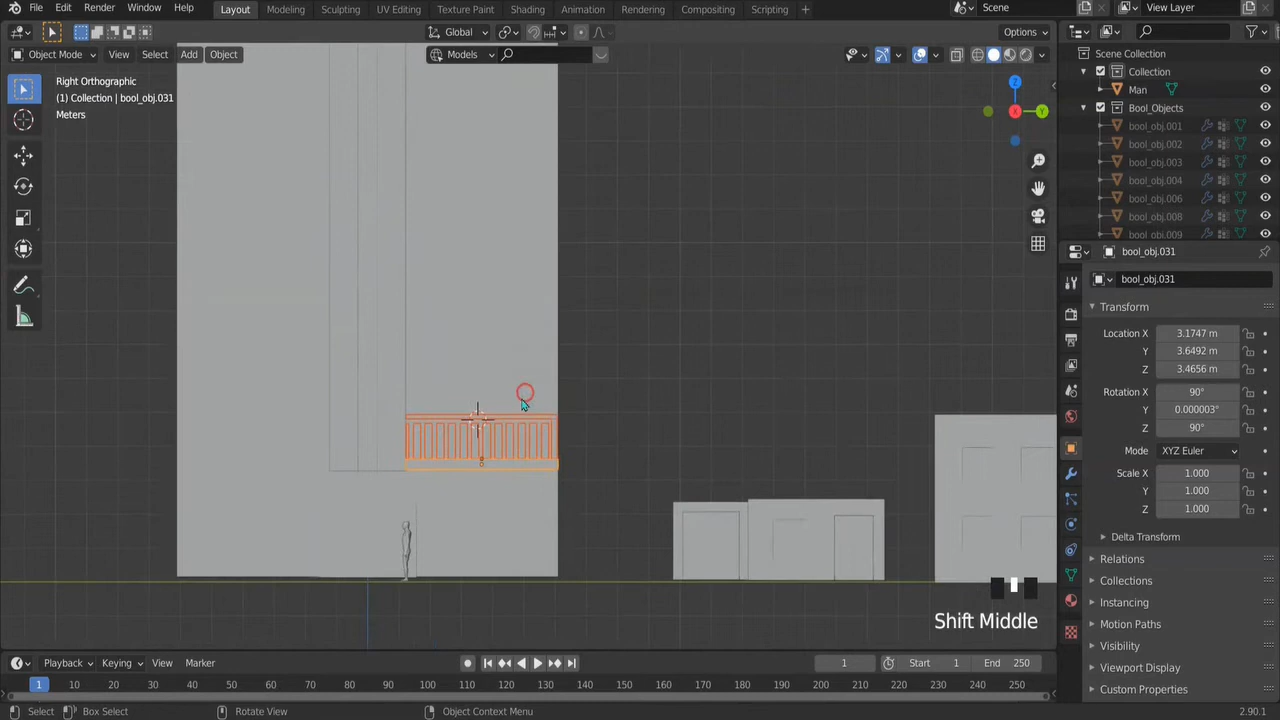 File Edit Render Window Help Layout Modeling Sculpting UV Editing Texture Paint Shading Animation Rendering Compositing Scripting + Scene View Layer
Global Options
Object Mode View Select Add Object Models
Right Orthographic
(1) Collection | bool_obj.031
Meters
Scene Collection
Collection
Man
Bool_Objects
bool_obj.001
bool_obj.002
bool_obj.003
bool_obj.004
bool_obj.006
bool_obj.008
bool_obj.009
bool_obj.031
bool_obj.031
Transform
Location X 3.1747 m
Y 3.6492 m
Z 3.4656 m
Rotation X 90°
Y 0.000003°
Z 90°
Mode XYZ Euler
Scale X 1.000
Y 1.000
Z 1.000
Delta Transform
Relations
Collections
Instancing
Motion Paths
Visibility
Viewport Display
Custom Properties
Z
Y
X
Shift Middle
Playback Keying View Marker 1 Start 1 End 250
1 10 20 30 40 50 60 70 80 90 100 110 120 130 140 150 160 170 180 190 200 210 220 230 240 250
Select Box Select Rotate View Object Context Menu 2.90.1